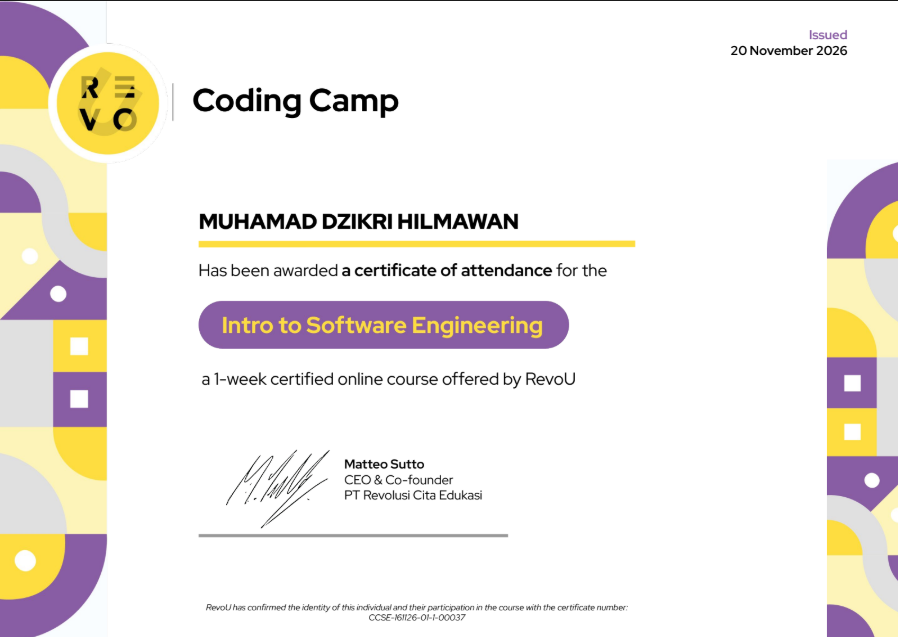 Issued
20 November 2026
RE
VO
Coding Camp
MUHAMAD DZIKRI HILMAWAN
Has been awarded a certificate of attendance for the
Intro to Software Engineering
a 1-week certified online course offered by RevoU
Matteo Sutto
CEO & Co-founder
PT Revolusi Cita Edukasi
RevoU has confirmed the identity of this individual and their participation in the course with the certificate number:
CCSE-161126-01-1-00037